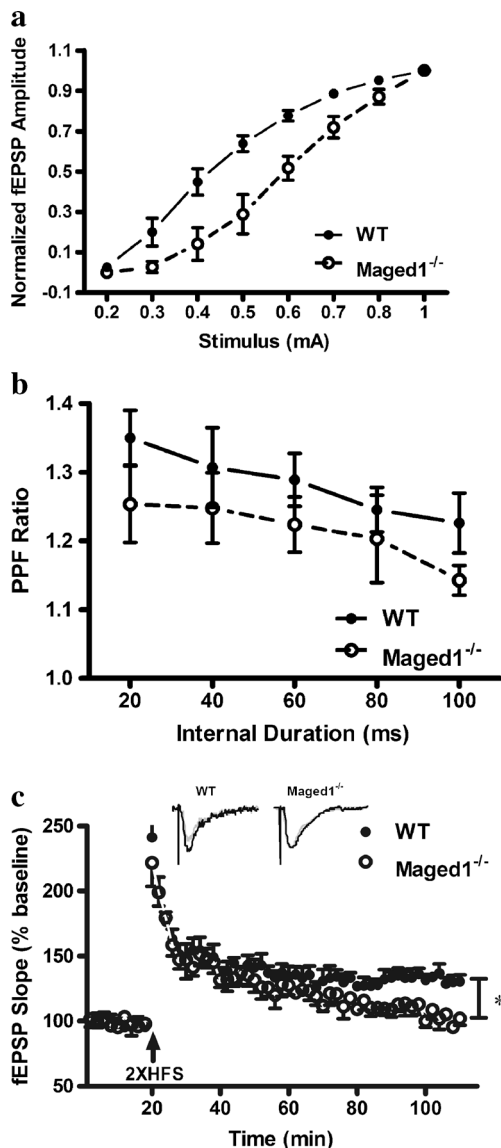 a
Normalized fEPSP Amplitude
1.1
0.9
0.7
0.5
0.3
0.1
-0.1
WT
Maged1-/-
0.2 0.3 0.4 0.5 0.6 0.7 0.8 1
Stimulus (mA)
b
PPF Ratio
1.4
1.3
1.2
1.1
1.0
WT
Maged1-/-
20 40 60 80 100
Internal Duration (ms)
c
fEPSP Slope (% baseline)
250
200
150
100
50
WT Maged1-/-
WT
Maged1-/-
*
2XHFS
20 40 60 80 100
Time (min)